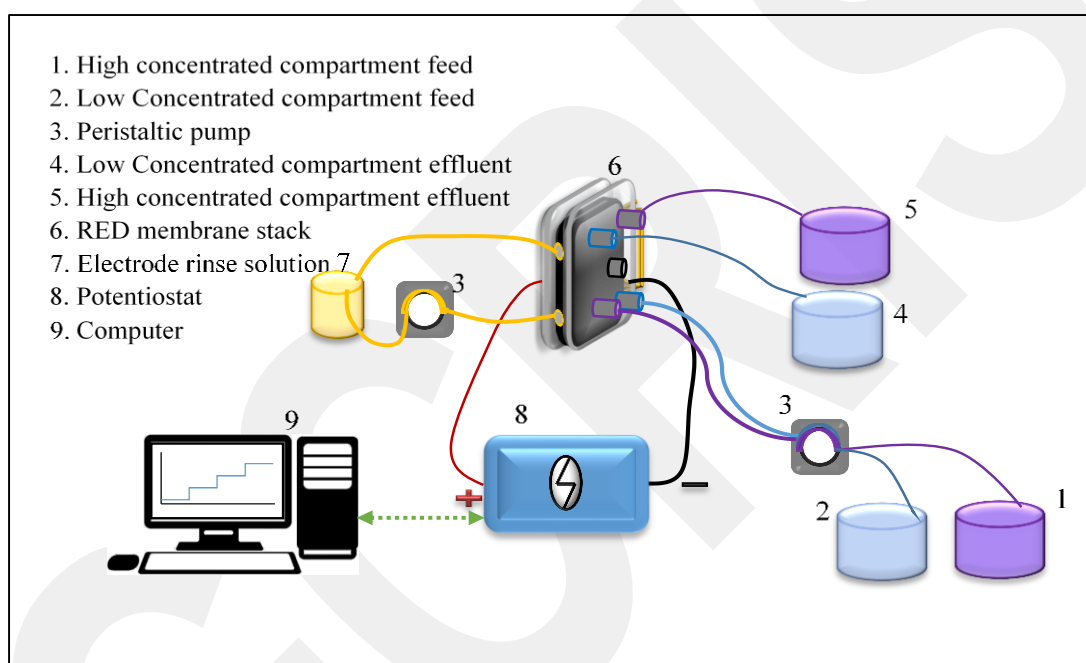 1. High concentrated compartment feed
2. Low Concentrated compartment feed
3. Peristaltic pump
4. Low Concentrated compartment effluent
5. High concentrated compartment effluent
6. RED membrane stack
7. Electrode rinse solution
8. Potentiostat
9. Computer
6
5
7
3
4
3
8
9
+
−
2
1